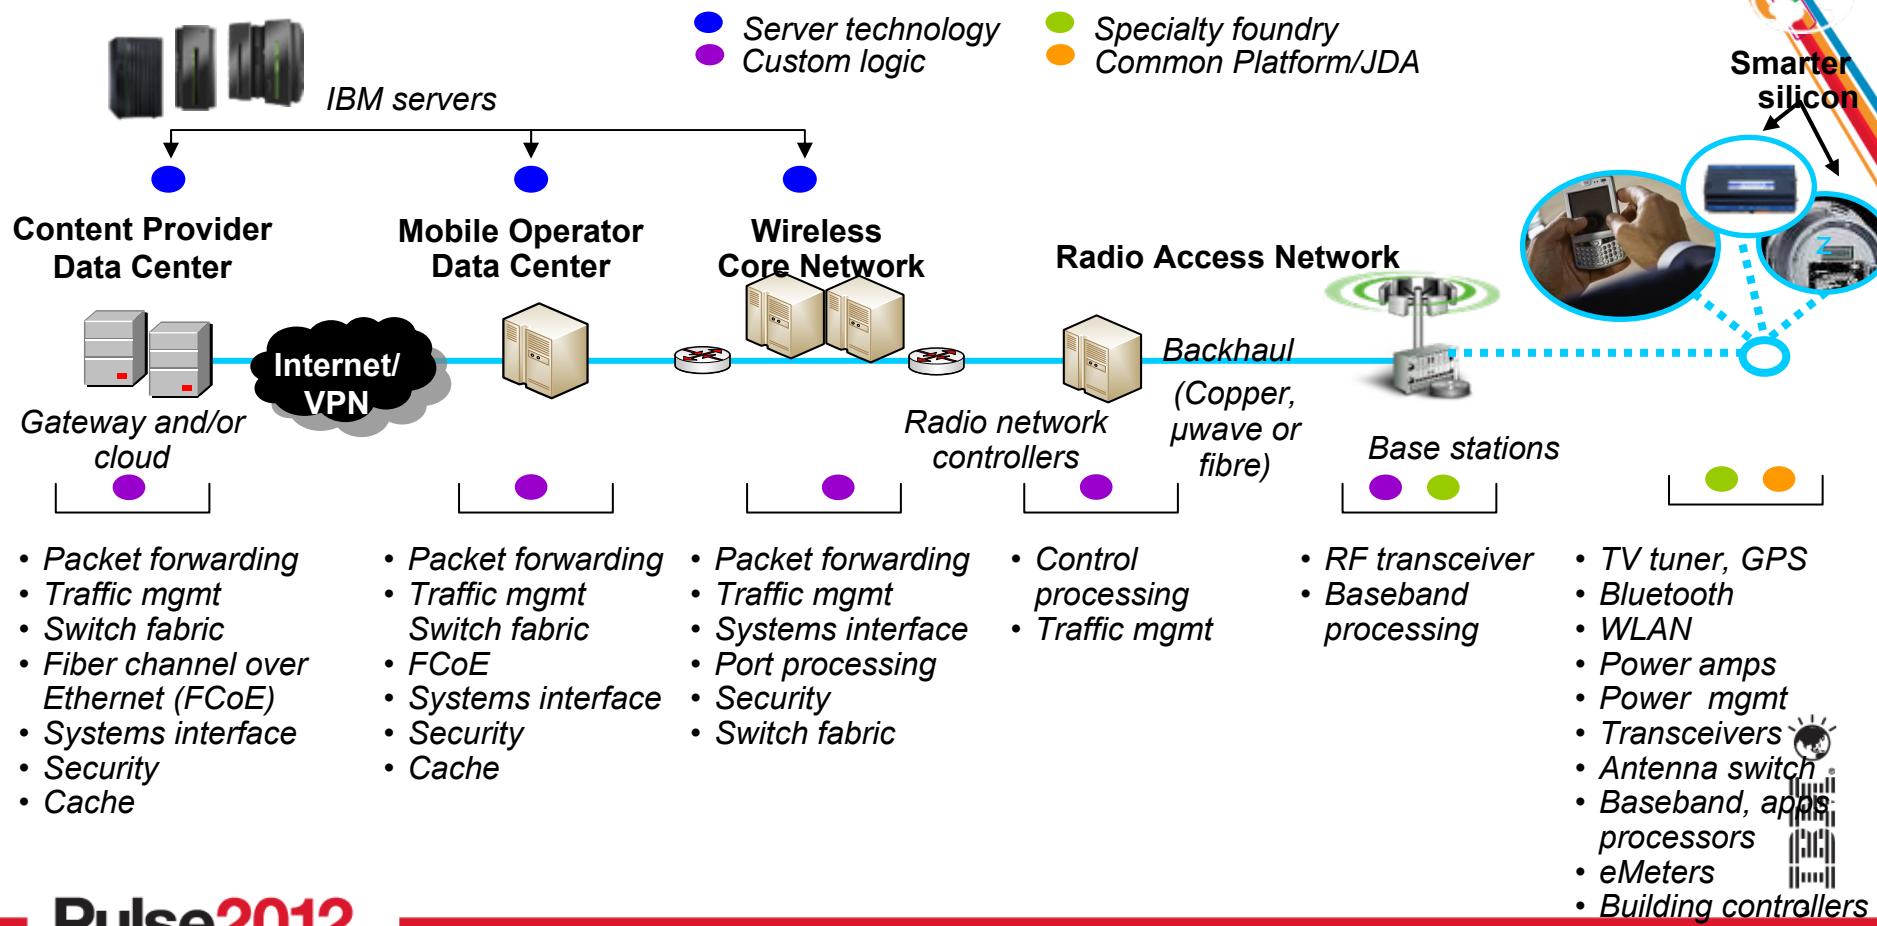 Server technology
Custom logic
Specialty foundry
Common Platform/JDA
Smarter
silicon
IBM servers
Content Provider
Data Center
Mobile Operator
Data Center
Wireless
Core Network
Radio Access Network
Z
Internet/
VPN
Backhaul
(Copper,
µwave or
fibre)
Gateway and/or
cloud
Radio network
controllers
Base stations
• Packet forwarding
• Traffic mgmt
• Switch fabric
• Fiber channel over
Ethernet (FCoE)
• Systems interface
• Security
• Cache
• Packet forwarding
• Traffic mgmt
Switch fabric
• FCoE
• Systems interface
• Security
• Cache
• Packet forwarding
• Traffic mgmt
• Systems interface
• Port processing
• Security
• Switch fabric
• Control
processing
• Traffic mgmt
• RF transceiver
• Baseband
processing
• TV tuner, GPS
• Bluetooth
• WLAN
• Power amps
• Power  mgmt
• Transceivers
• Antenna switch
• Baseband, apps
processors
• eMeters
• Building controllers
IBM®
Pulse2012